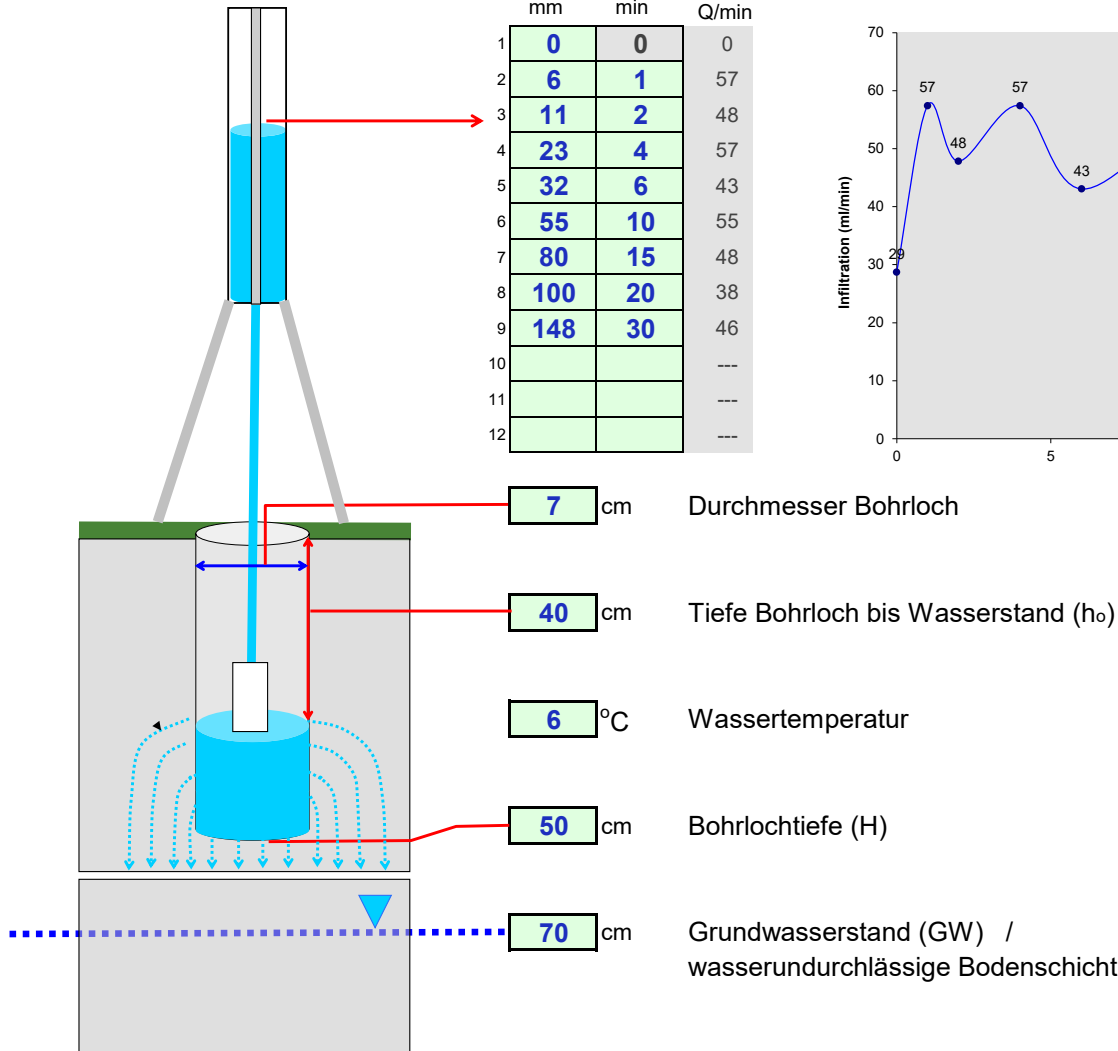 mm min Q/min
1 0 0 0
2 6 1 57
3 11 2 48
4 23 4 57
5 32 6 43
6 55 10 55
7 80 15 48
8 100 20 38
9 148 30 46
10 ---
11 ---
12 ---
Infiltration (ml/min)
70
60
50
40
30
20
10
0
0 5
29
57
48
57
43
7 cm Durchmesser Bohrloch
40 cm Tiefe Bohrloch bis Wasserstand (ho)
6 °C Wassertemperatur
50 cm Bohrlochtiefe (H)
70 cm Grundwasserstand (GW) /
wasserundurchlässige Bodenschicht